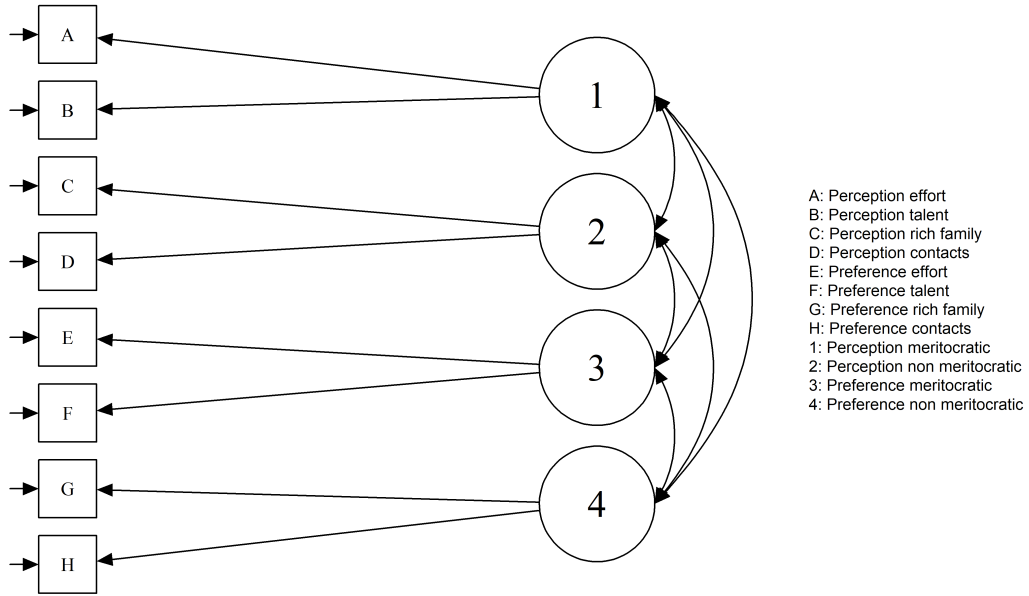 A
B
C
D
E
F
G
H
1
2
3
4
A: Perception effort
B: Perception talent
C: Perception rich family
D: Perception contacts
E: Preference effort
F: Preference talent
G: Preference rich family
H: Preference contacts
1: Perception meritocratic
2: Perception non meritocratic
3: Preference meritocratic
4: Preference non meritocratic